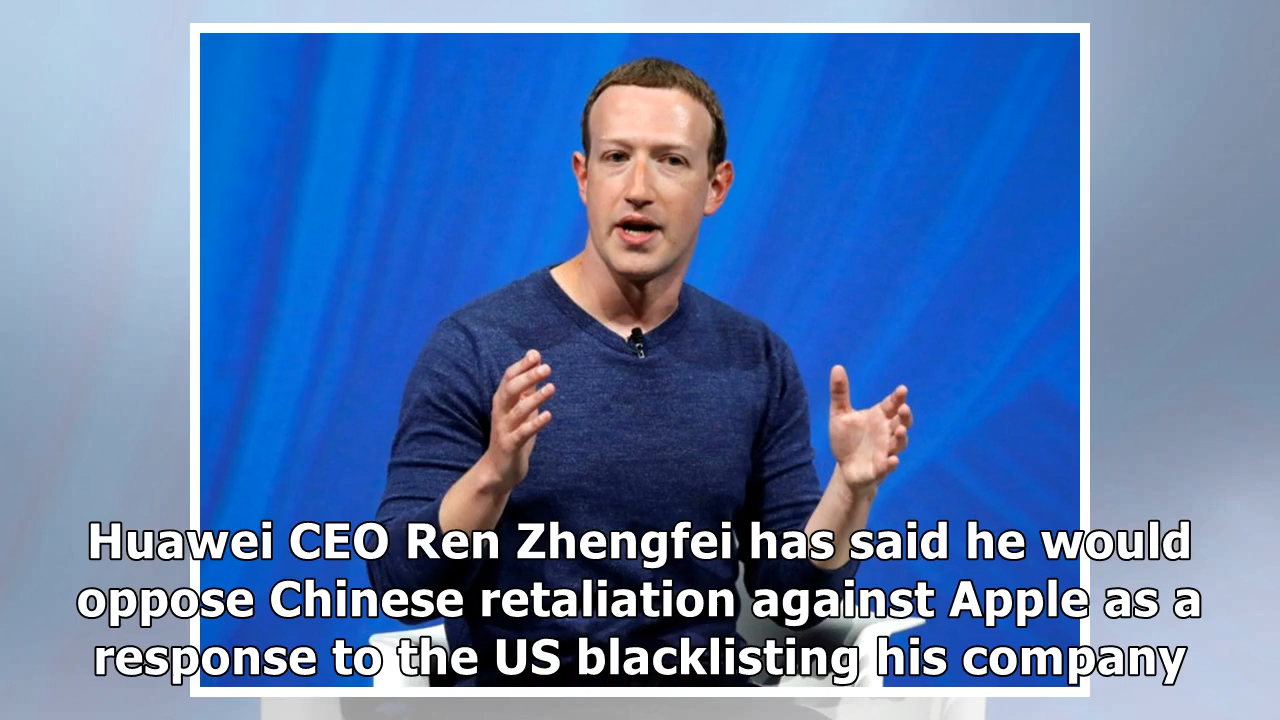 Huawei CEO Ren Zhengfei has said he would
oppose Chinese retaliation against Apple as a
response to the US blacklisting his company